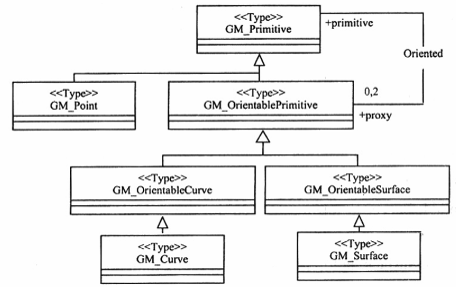 <<Type>>
GM_Primitive
+primitive
Oriented
<<Type>>
GM_Point
<<Type>>
GM_OrientablePrimitive
0,2
+proxy
<<Type>>
GM_OrientableCurve
<<Type>>
GM_OrientableSurface
<<Type>>
GM_Curve
<<Type>>
GM_Surface